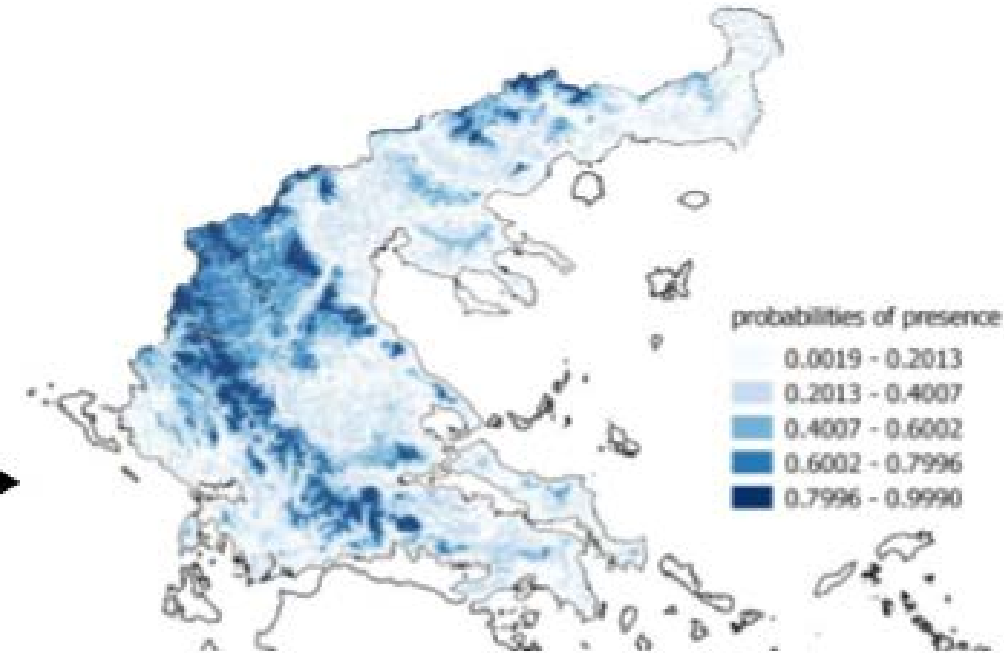 probabilities of presence
0.0019 - 0.2013
0.2013 - 0.4007
0.4007 - 0.6002
0.6002 - 0.7996
0.7996 - 0.9990